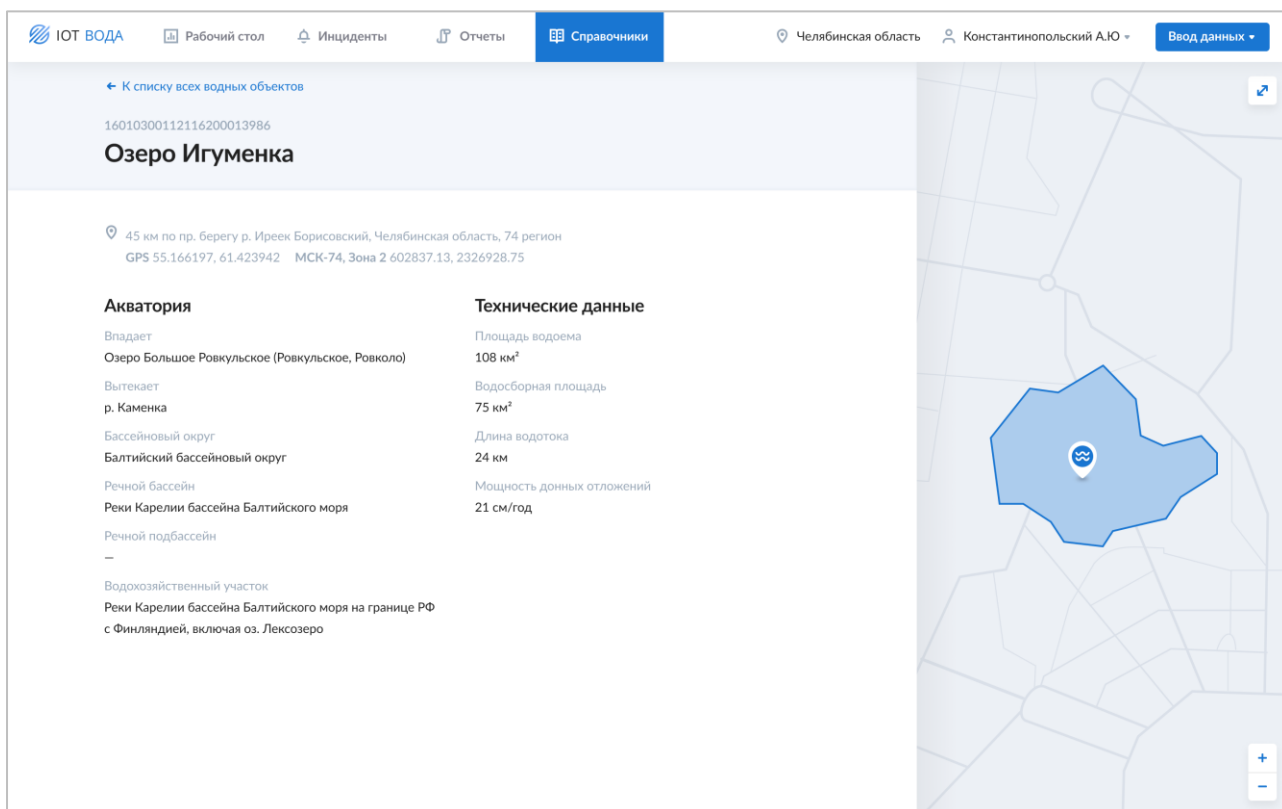 IOT ВОДА
Рабочий стол
Инциденты
Отчеты
Справочники
Челябинская область
Константинопольский А.Ю
Ввод данных
← К списку всех водных объектов
16010300112116200013986
Озеро Игуменка
45 км по пр. берегу р. Иреек Борисовский, Челябинская область, 74 регион
GPS 55.166197, 61.423942 МСК-74, Зона 2 602837.13, 2326928.75
Акватория
Впадает
Озеро Большое Ровкульское (Ровкульское, Ровколо)
Вытекает
р. Каменка
Бассейновый округ
Балтийский бассейновый округ
Речной бассейн
Реки Карелии бассейна Балтийского моря
Речной подбассейн
—
Водохозяйственный участок
Реки Карелии бассейна Балтийского моря на границе РФ
с Финляндией, включая оз. Лексозеро
Технические данные
Площадь водоема
108 км²
Водосборная площадь
75 км²
Длина водотока
24 км
Мощность донных отложений
21 см/год
+
−